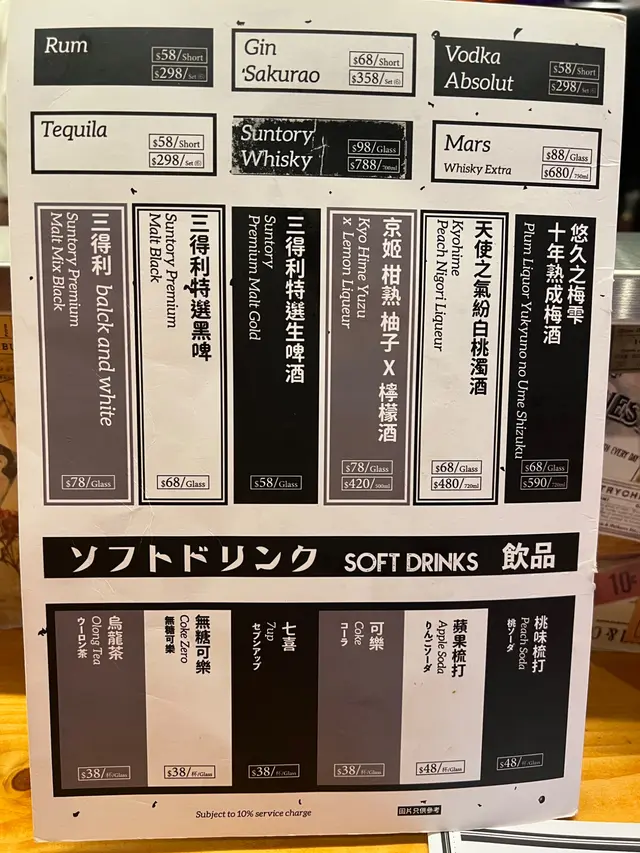 Rum
$58/Short
$298/Set
Gin
Sakurao
$68/Short
$358/Set
Vodka
Absolut
$58/Short
$298/Set
Tequila
$58/Short
$298/Set
Suntory
Whisky
$98/Glass
$788/700ml
Mars
Whisky Extra
$88/Glass
$680/750ml
悠久之梅雫
十年熟成梅酒
Plum Liquor Yukyuno no Ume Shizuku
$68/Glass
$590/720ml
天使之氣紛白桃濁酒
Kyohime
Peach Nigori Liqueur
$68/Glass
$480/720ml
京姬 柑熟 柚子 X 檸檬酒
Kyo Hime Yuzu
x Lemon Liqueur
$78/Glass
$420/500ml
三得利特選生啤酒
Suntory
Premium Malt Gold
$58/Glass
三得利特選黑啤
Suntory Premium
Malt Black
$68/Glass
三得利 balck and white
Suntory Premium
Malt Mix Black
$78/Glass
ソフトドリンク SOFT DRINKS 飲品
桃味梳打
Peach Soda
桃ソーダ
$48/杯/Glass
蘋果梳打
Apple Soda
りんごソーダ
$48/杯/Glass
可樂
Coke
コーラ
$38/杯/Glass
七喜
7up
セブンアップ
$38/杯/Glass
無糖可樂
Coke Zero
無糖可樂
$38/杯/Glass
烏龍茶
Olong Tea
ウーロン茶
$38/杯/Glass
Subject to 10% service charge
圖片只供參考